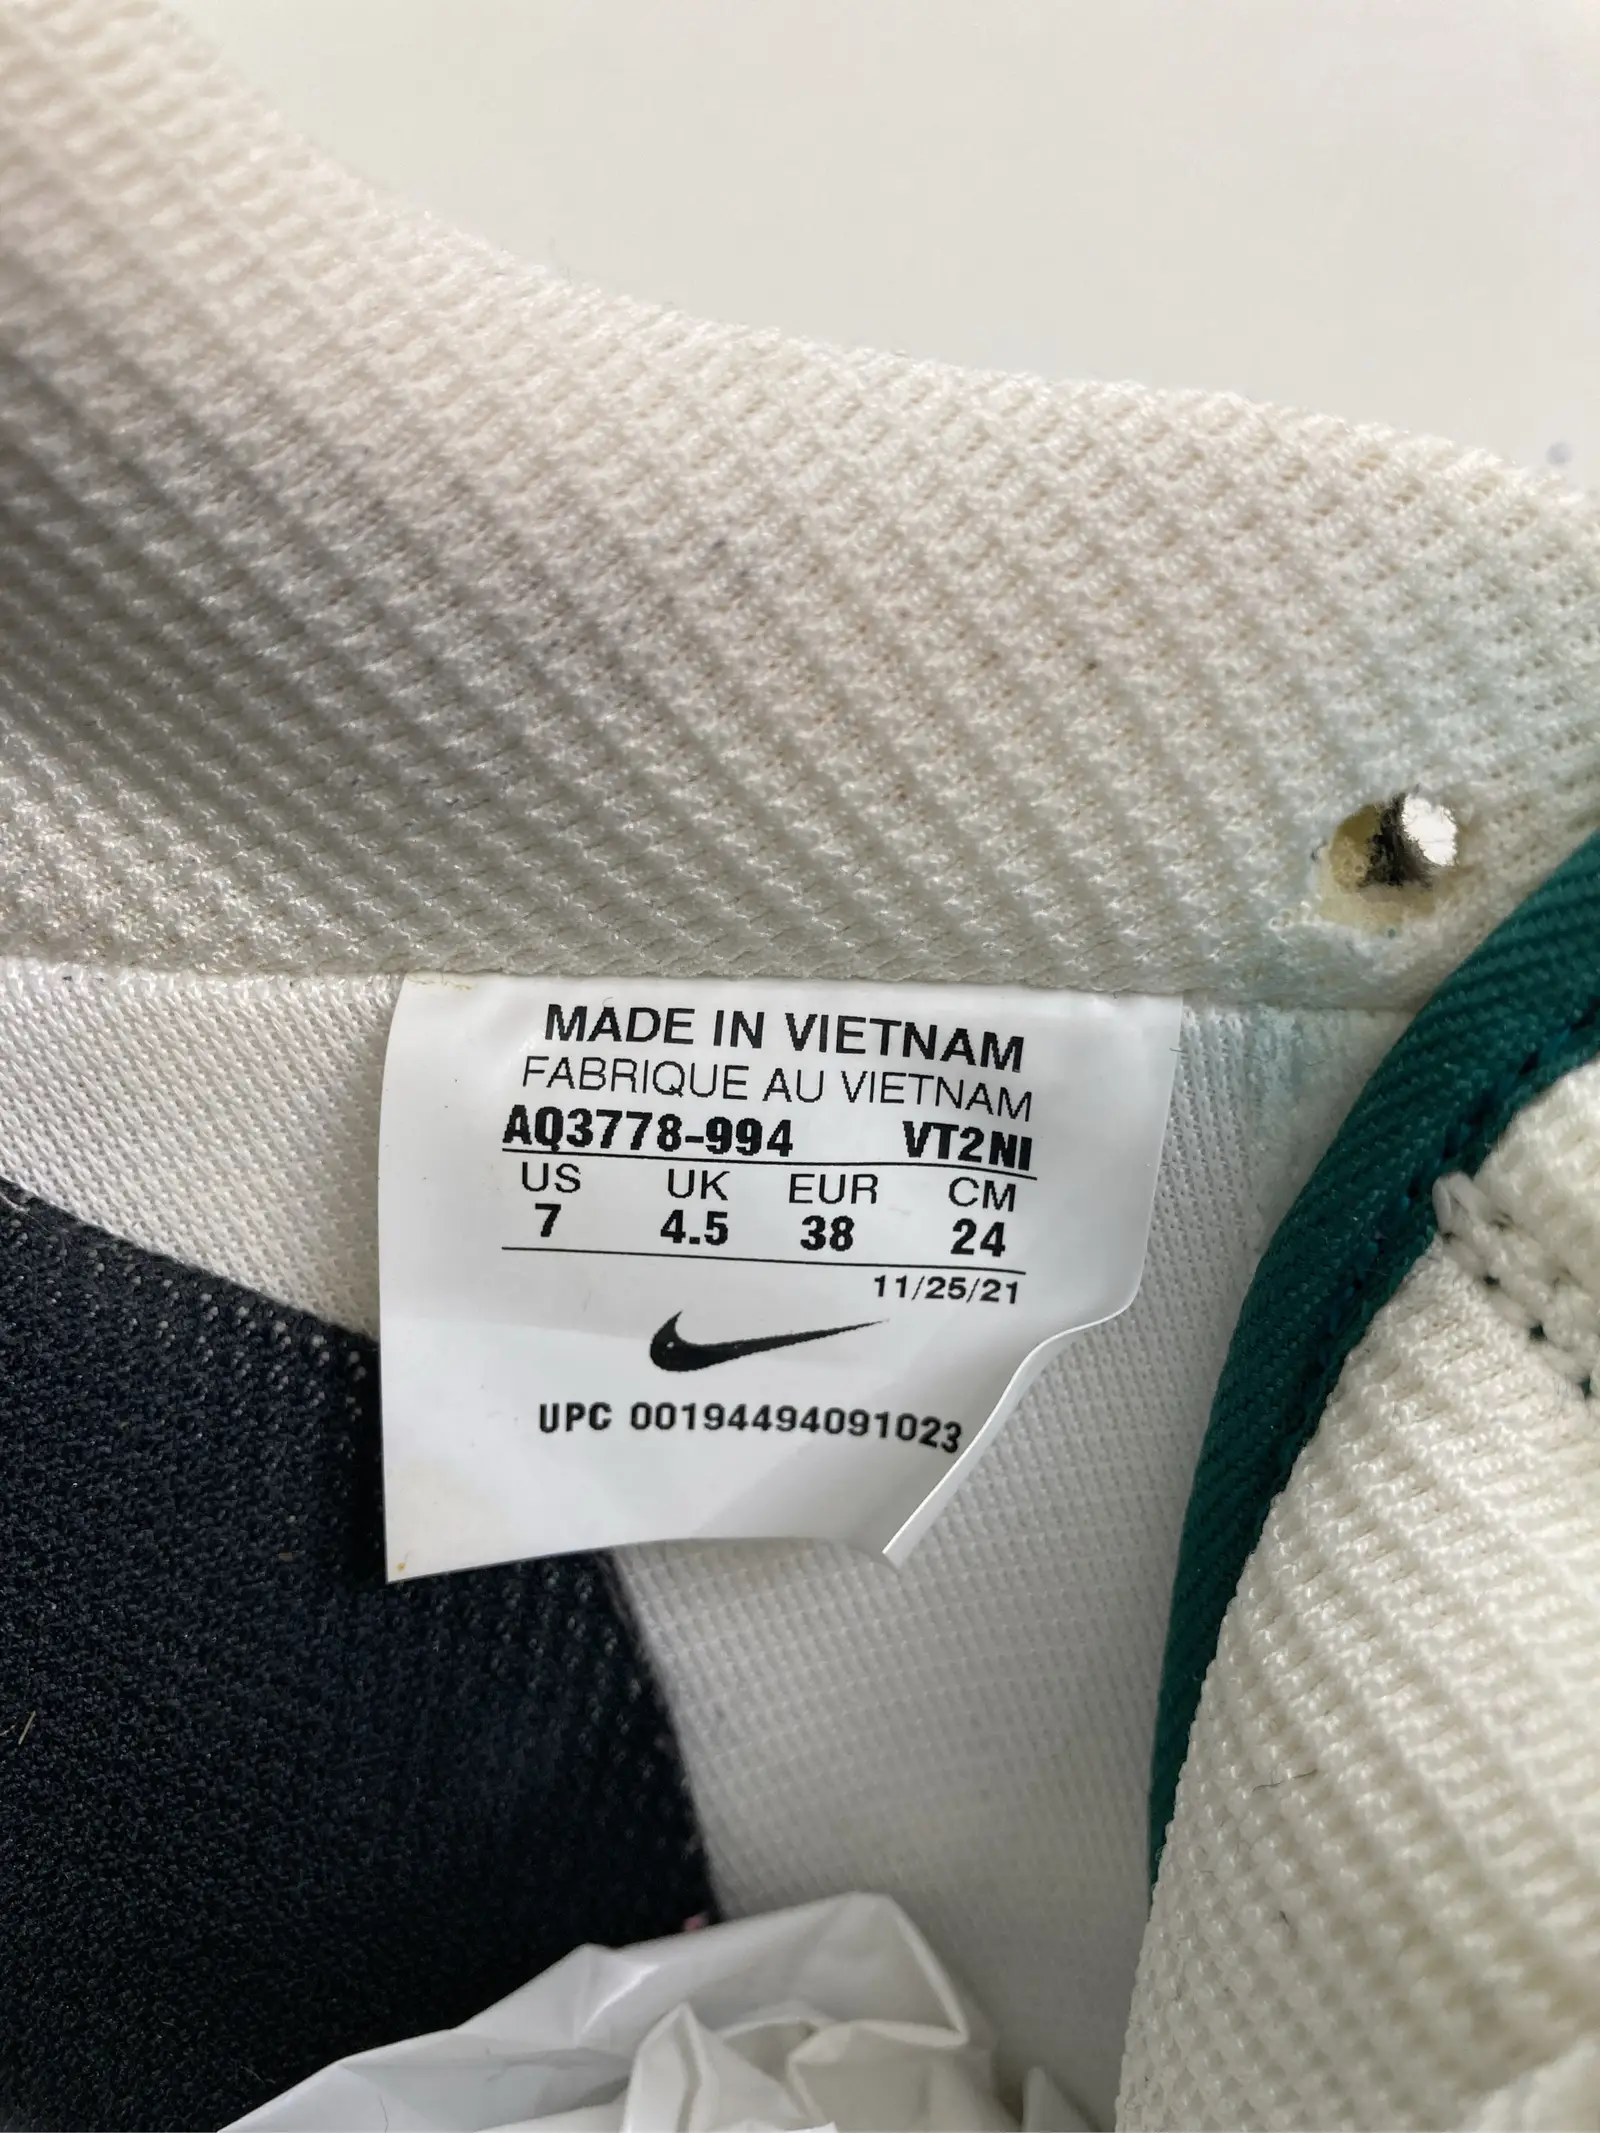 MADE IN VIETNAM
FABRIQUE AU VIETNAM
AQ3778-994 VT2NI
US UK EUR CM
7 4.5 38 24
11/25/21
UPC 00194494091023